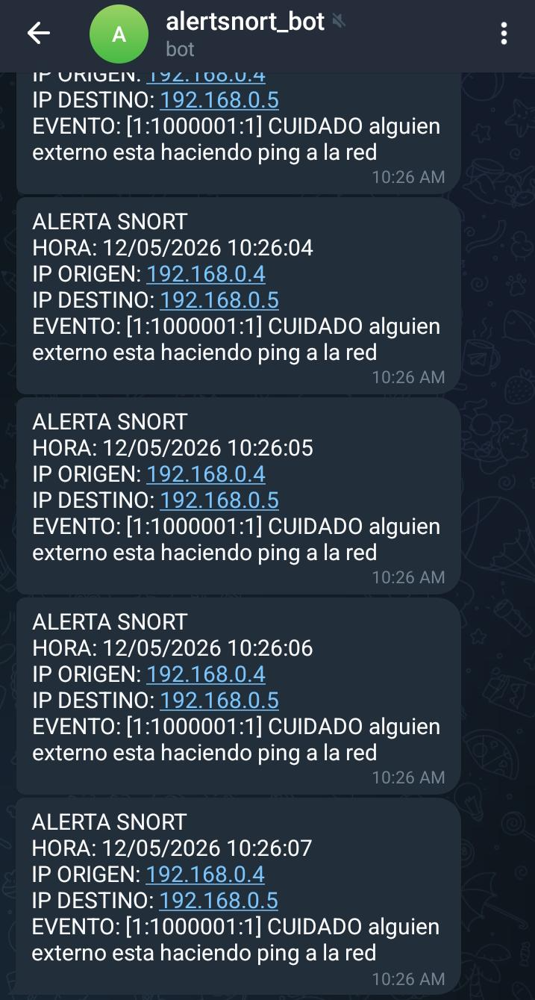 A
alertsnort_bot
bot
IP ORIGEN: 192.168.0.4
IP DESTINO: 192.168.0.5
EVENTO: [1:1000001:1] CUIDADO alguien
externo esta haciendo ping a la red
10:26 AM
ALERTA SNORT
HORA: 12/05/2026 10:26:04
IP ORIGEN: 192.168.0.4
IP DESTINO: 192.168.0.5
EVENTO: [1:1000001:1] CUIDADO alguien
externo esta haciendo ping a la red
10:26 AM
ALERTA SNORT
HORA: 12/05/2026 10:26:05
IP ORIGEN: 192.168.0.4
IP DESTINO: 192.168.0.5
EVENTO: [1:1000001:1] CUIDADO alguien
externo esta haciendo ping a la red
10:26 AM
ALERTA SNORT
HORA: 12/05/2026 10:26:06
IP ORIGEN: 192.168.0.4
IP DESTINO: 192.168.0.5
EVENTO: [1:1000001:1] CUIDADO alguien
externo esta haciendo ping a la red
10:26 AM
ALERTA SNORT
HORA: 12/05/2026 10:26:07
IP ORIGEN: 192.168.0.4
IP DESTINO: 192.168.0.5
EVENTO: [1:1000001:1] CUIDADO alguien
externo esta haciendo ping a la red
10:26 AM